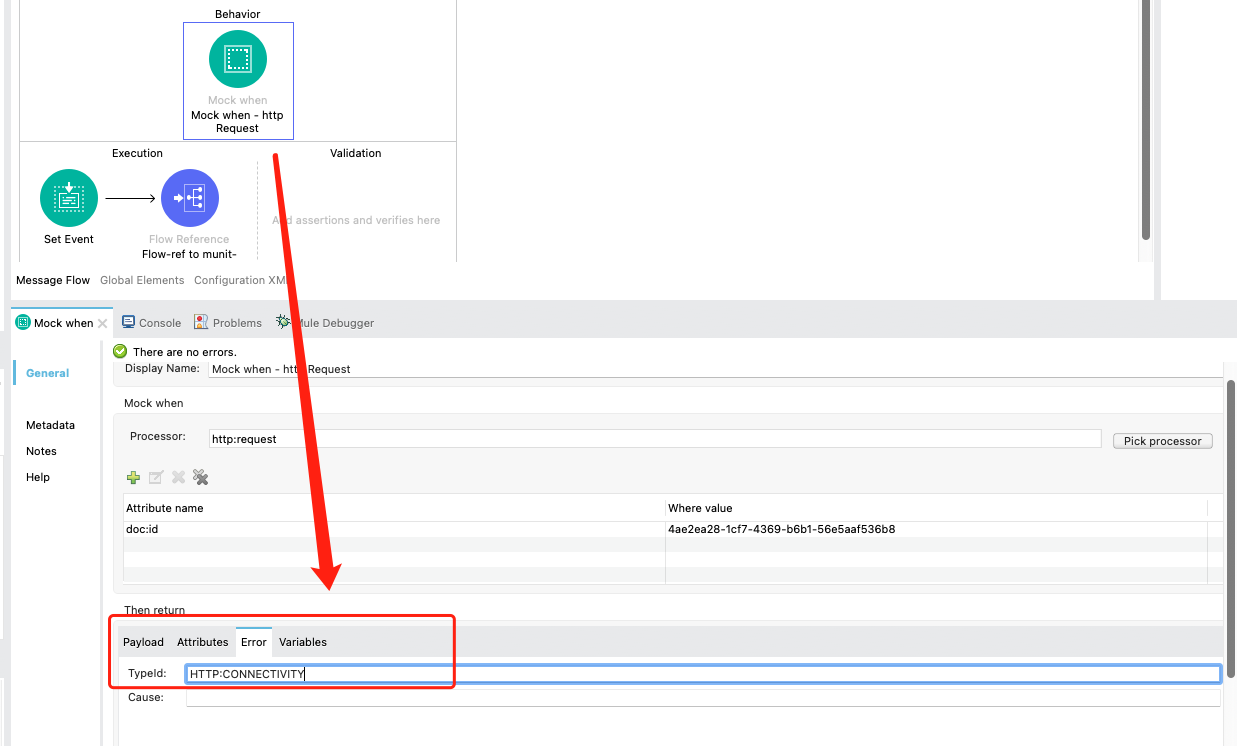 Behavior
Mock when
Mock when - http
Request
Execution
Validation
Set Event
Flow Reference
Flow-ref to munit-
Add assertions and verifies here
Message Flow Global Elements Configuration XM
Mock when Console Problems Mule Debugger
There are no errors.
General
Metadata
Notes
Help
Display Name: Mock when - http Request
Mock when
Processor: http:request Pick processor
Attribute name Where value
doc:id 4ae2ea28-1cf7-4369-b6b1-56e5aaf536b8
Then return
Payload Attributes Error Variables
TypeId: HTTP:CONNECTIVITY
Cause: